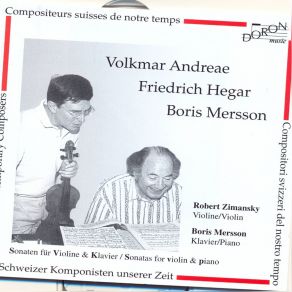 Compositeurs suisses de notre temps
DORON
music
Volkmar Andreae
Friedrich Hegar
Boris Mersson
Robert Zimansky
Violine/Violin
Boris Mersson
Klavier/Piano
Sonaten für Violine & Klavier / Sonatas for violin & piano
Schweizer Komponisten unserer Zeit
Compositori svizzeri del nostro tempo
Composers